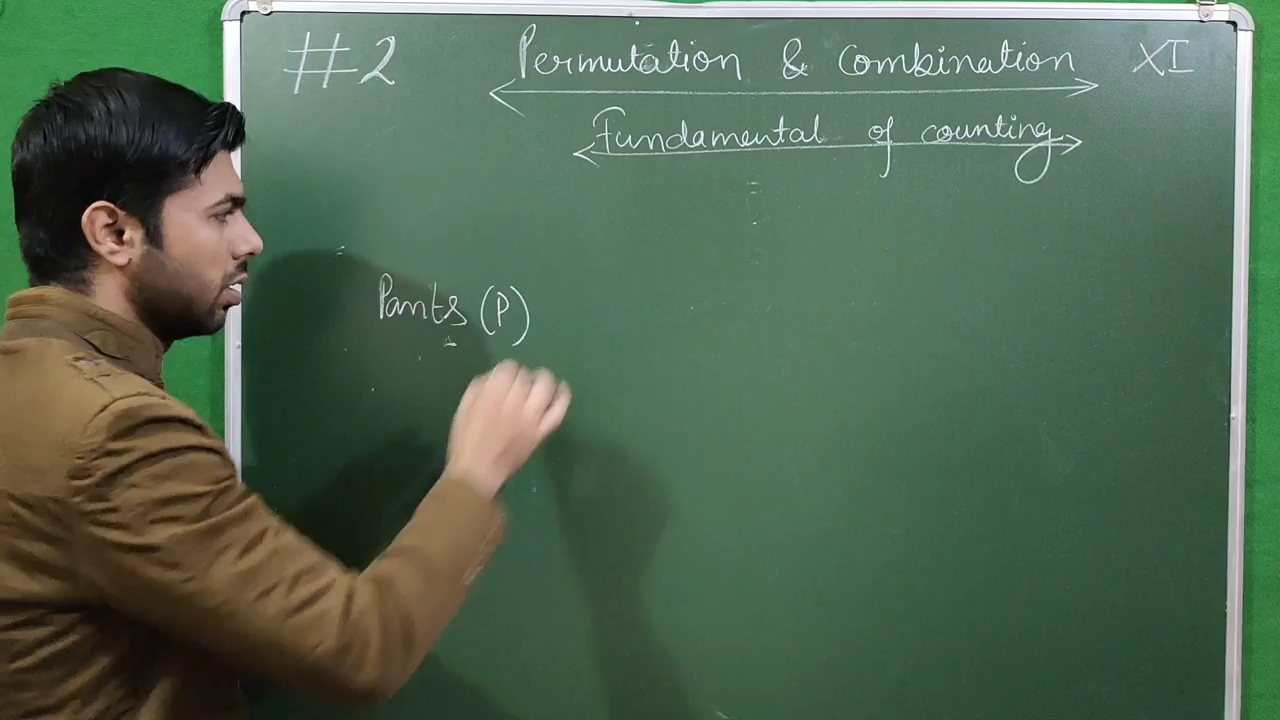 #2 Permutation & Combination XI
Fundamental of counting
Pants (P)